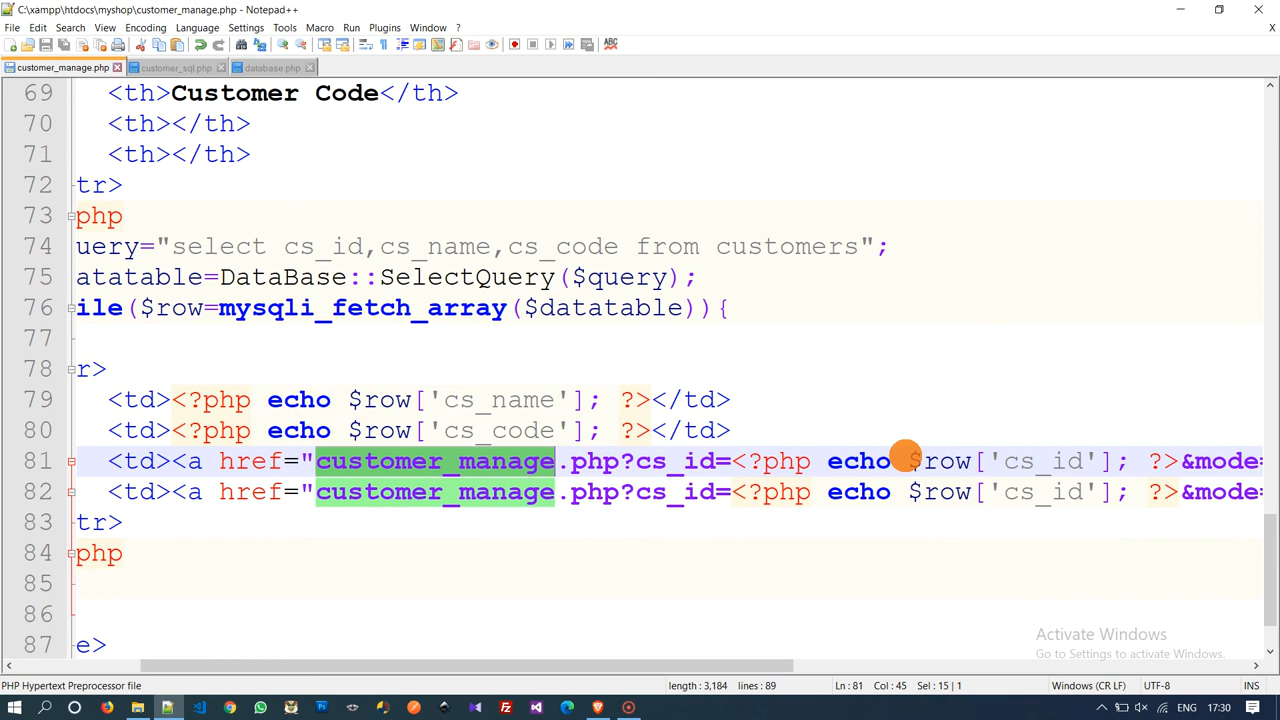 C:\xampp\htdocs\myshop\customer_manage.php - Notepad++
File Edit Search View Encoding Language Settings Tools Macro Run Plugins Window ? X
customer_manage.php customer_sql.php database.php
69 <th>Customer Code</th>
70 <th></th>
71 <th></th>
72 tr>
73 php
74 uery="select cs_id,cs_name,cs_code from customers";
75 atatable=DataBase::SelectQuery($query);
76 ile($row=mysqli_fetch_array($datatable)){
77
78 r>
79 <td><?php echo $row['cs_name']; ?></td>
80 <td><?php echo $row['cs_code']; ?></td>
81 <td><a href="customer_manage.php?cs_id=<?php echo $row['cs_id']; ?>&mode=
82 <td><a href="customer_manage.php?cs_id=<?php echo $row['cs_id']; ?>&mode=
83 tr>
84 php
85
86
87 e>
Activate Windows
Go to Settings to activate Windows.
PHP Hypertext Preprocessor file length : 3,184 lines : 89 Ln : 81 Col : 45 Sel : 15 | 1 Windows (CR LF) UTF-8 INS
ENG 17:30